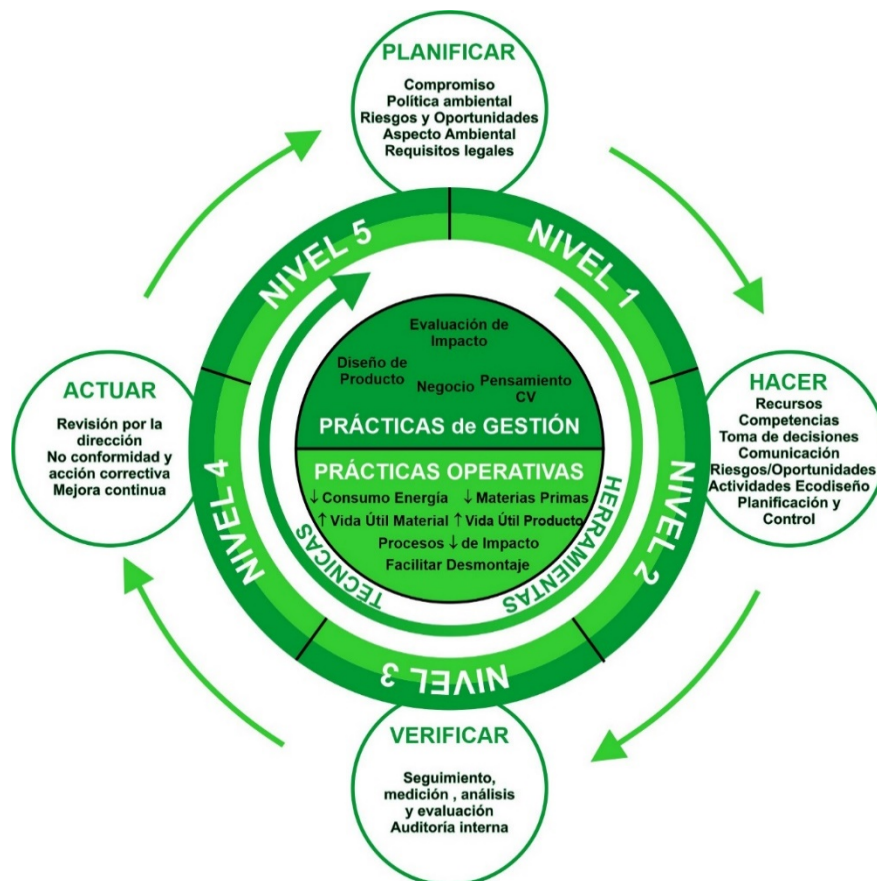 PLANIFICAR
Compromiso
Política ambiental
Riesgos y Oportunidades
Aspecto Ambiental
Requisitos legales
NIVEL 5
NIVEL 1
ACTUAR
Revisión por la
dirección
No conformidad y
acción correctiva
Mejora continua
Evaluación de
Impacto
Diseño de
Producto
Negocio
Pensamiento
CV
PRÁCTICAS de GESTIÓN
PRÁCTICAS OPERATIVAS
↓ Consumo Energía ↓ Materias Primas
↑ Vida Útil Material ↑ Vida Útil Producto
Procesos ↓ de Impacto
Facilitar Desmontaje
TÉCNICAS
HERRAMIENTAS
HACER
Recursos
Competencias
Toma de decisiones
Comunicación
Riesgos/Oportunidades
Actividades Ecodiseño
Planificación y
Control
NIVEL 4
NIVEL 2
NIVEL 3
VERIFICAR
Seguimiento,
medición , análisis
y evaluación
Auditoría interna